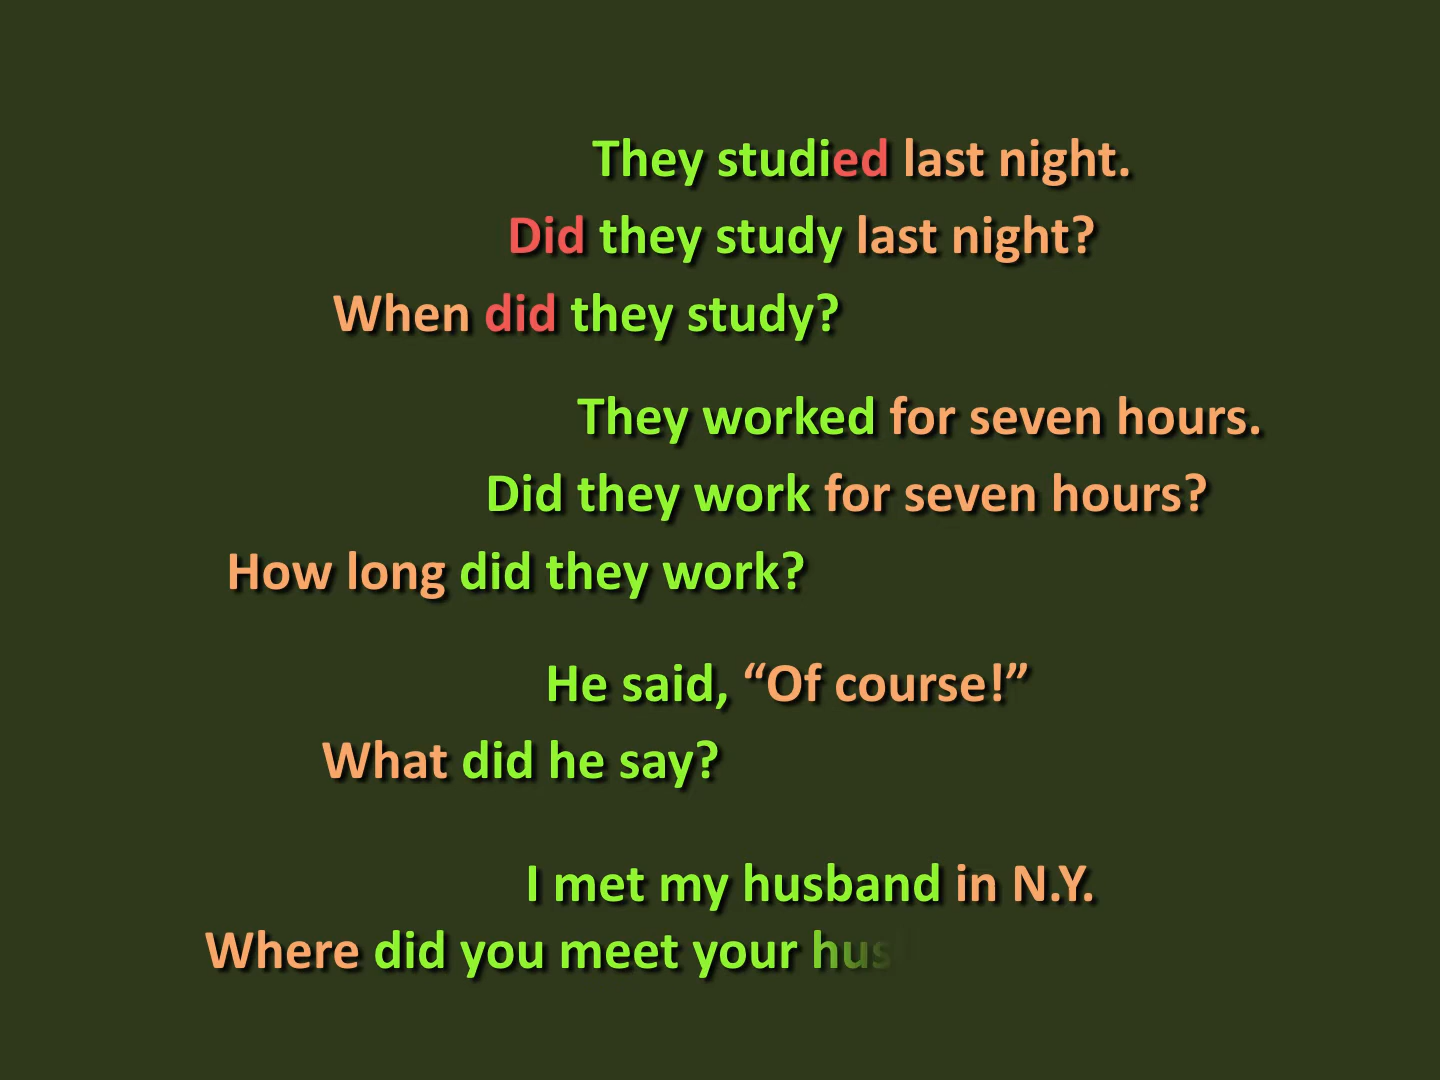 They studied last night.
Did they study last night?
When did they study?
They worked for seven hours.
Did they work for seven hours?
How long did they work?
He said, “Of course!”
What did he say?
I met my husband in N.Y.
Where did you meet your